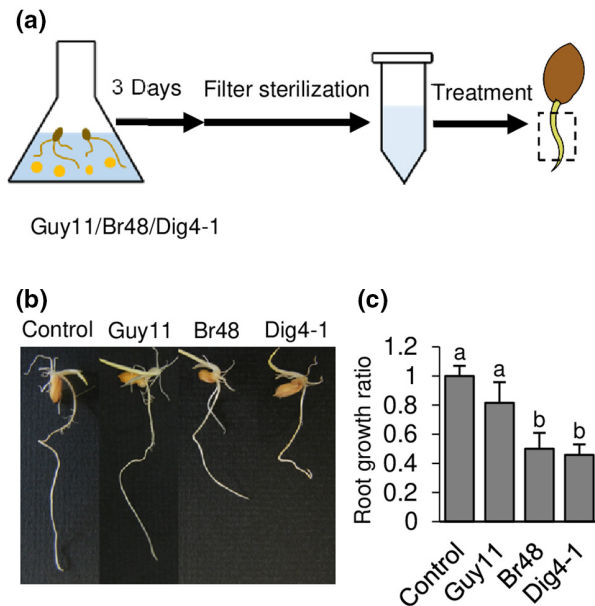 (a)
3 Days Filter sterilization Treatment
Guy11/Br48/Dig4-1
(b)
Control Guy11 Br48 Dig4-1
(c)
Root growth ratio
1.2
1
0.8
0.6
0.4
0.2
0
a a b b
Control Guy11 Br48 Dig4-1